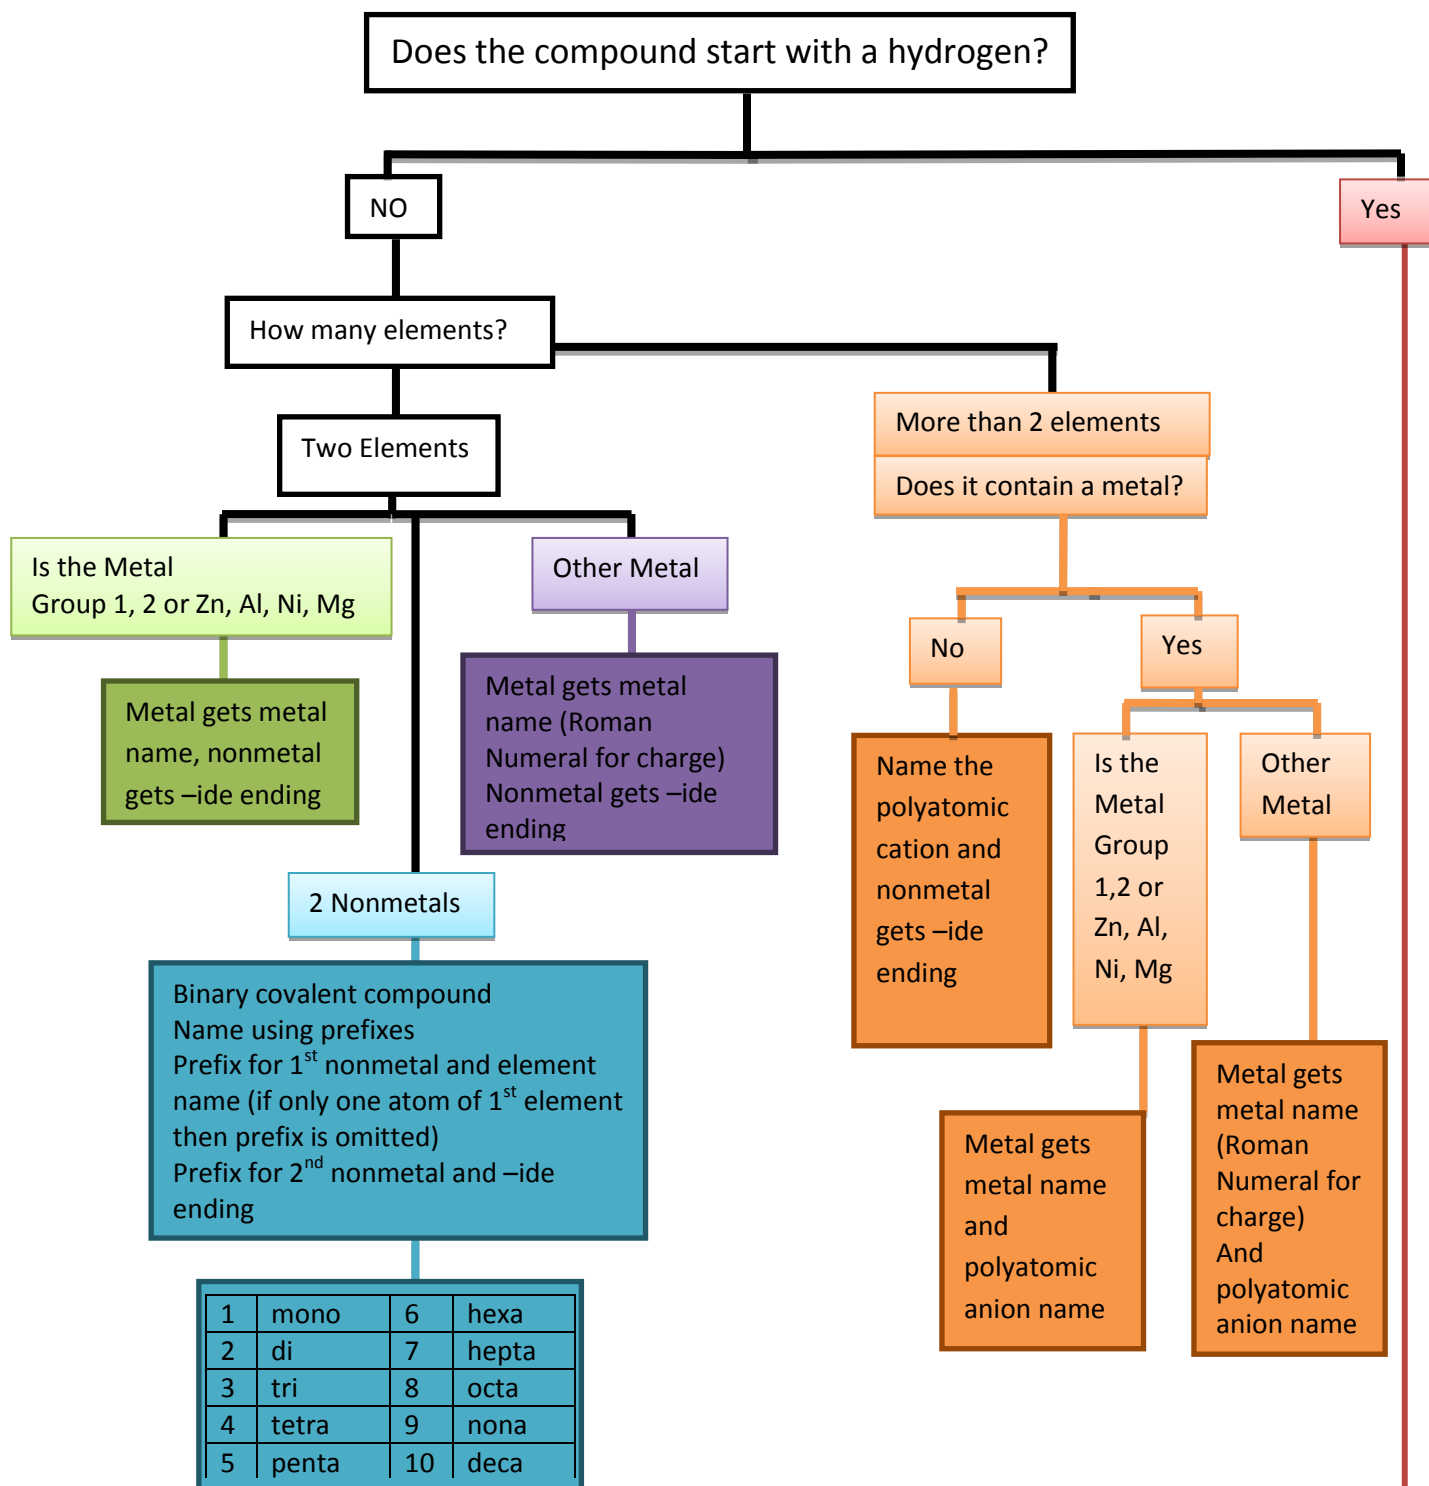 Does the compound start with a hydrogen?
NO
Yes
How many elements?
Two Elements
More than 2 elements
Does it contain a metal?
Is the Metal
Group 1, 2 or Zn, Al, Ni, Mg
Other Metal
No
Yes
Metal gets metal
name, nonmetal
gets –ide ending
Metal gets metal
name (Roman
Numeral for charge)
Nonmetal gets –ide
ending
Name the
polyatomic
cation and
nonmetal
gets –ide
ending
Is the
Metal
Group
1,2 or
Zn, Al,
Ni, Mg
Other
Metal
2 Nonmetals
Binary covalent compound
Name using prefixes
Prefix for 1st nonmetal and element
name (if only one atom of 1st element
then prefix is omitted)
Prefix for 2nd nonmetal and –ide
ending
Metal gets
metal name
and
polyatomic
anion name
Metal gets
metal name
(Roman
Numeral for
charge)
And
polyatomic
anion name
1 mono 6 hexa
2 di 7 hepta
3 tri 8 octa
4 tetra 9 nona
5 penta 10 deca